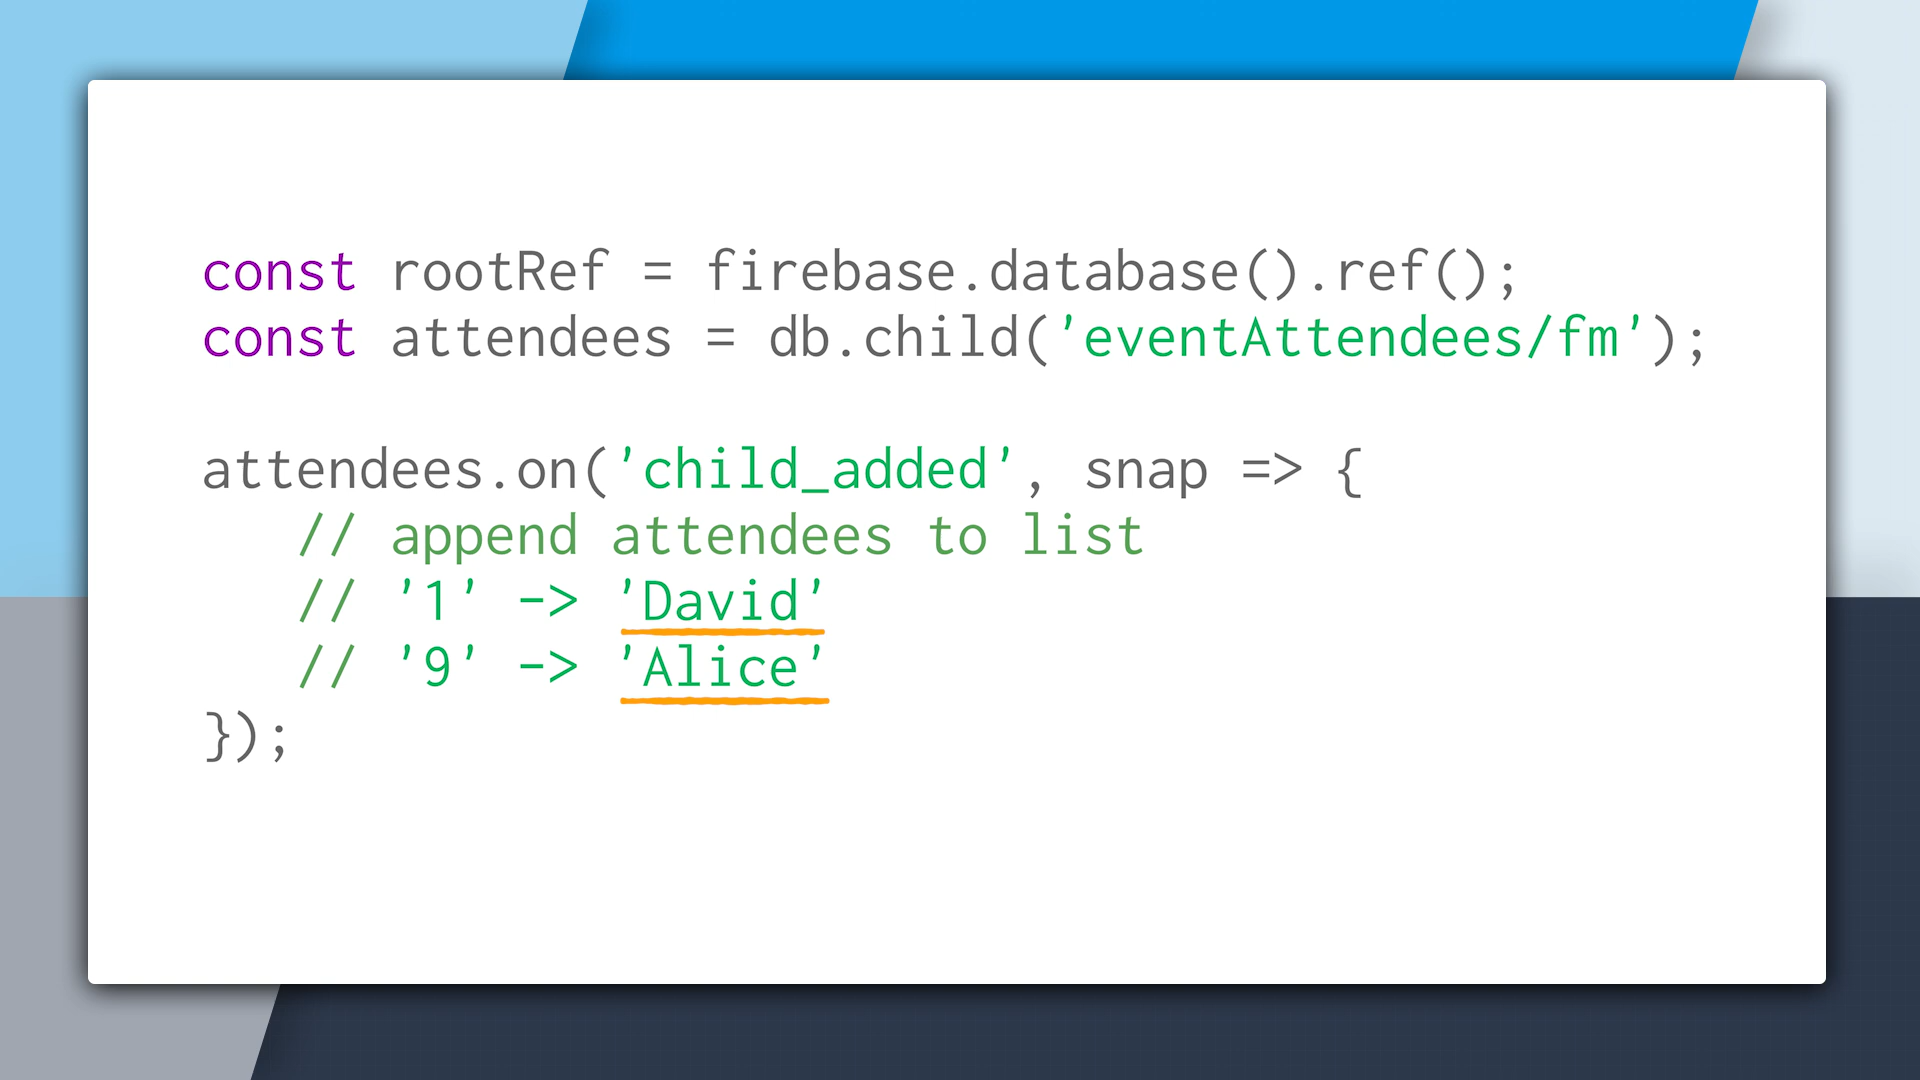 const rootRef = firebase.database().ref();
const attendees = db.child('eventAttendees/fm');
attendees.on('child_added', snap => {
// append attendees to list
// '1' -> 'David'
// '9' -> 'Alice'
});